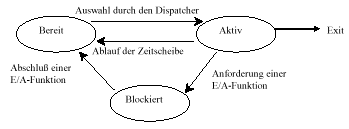 Auswahl durch den Dispatcher
Bereit
Aktiv
Exit
Ablauf der Zeitscheibe
Abschluß einer
E/A-Funktion
Anforderung einer
E/A-Funktion
Blockiert